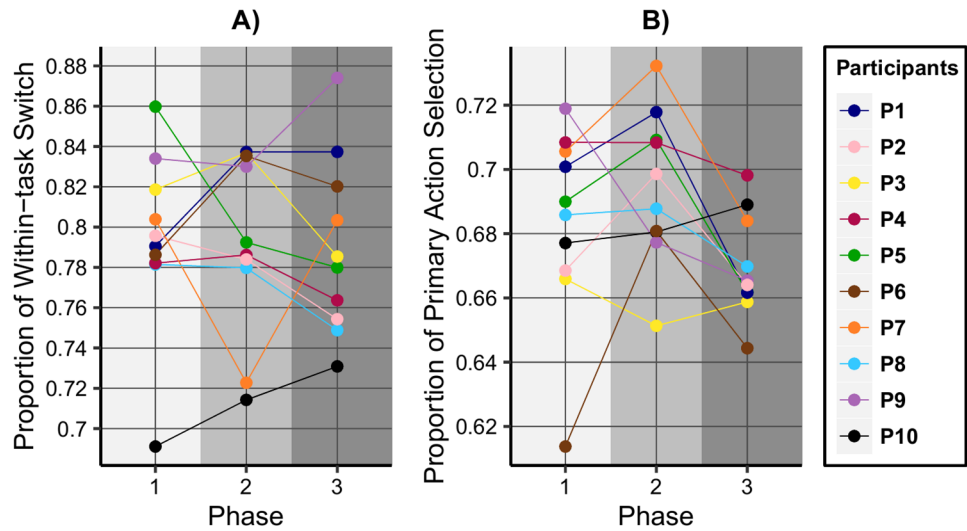 A)
Proportion of Within-task Switch
0.88
0.86
0.84
0.82
0.8
0.78
0.76
0.74
0.72
0.7
1 2 3
Phase
B)
Proportion of Primary Action Selection
0.72
0.7
0.68
0.66
0.64
0.62
1 2 3
Phase
Participants
P1
P2
P3
P4
P5
P6
P7
P8
P9
P10